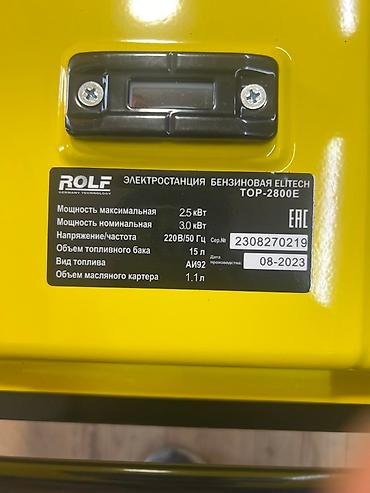 ROLF
GERMANY TECHNOLOGY
ЭЛЕКТРОСТАНЦИЯ БЕНЗИНОВАЯ ELITECH
TOP-2800E
Мощность максимальная 2.5 кВт
Мощность номинальная 3.0 кВт
Напряжение/частота 220В/50 Гц
Объем топливного бака 15 л
Вид топлива АИ92
Объем масляного картера 1.1 л
EAC
Сер.№ 2308270219
Дата производства: 08-2023